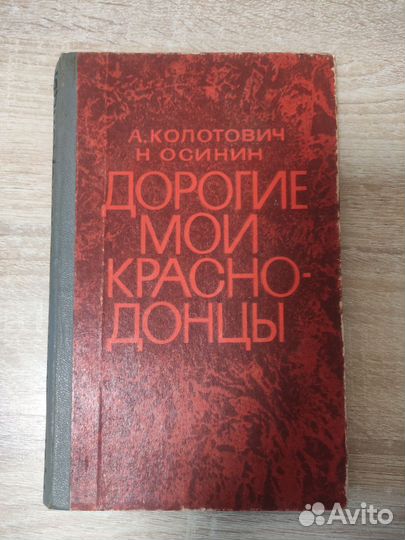 А.КОЛОТОВИЧ
Н ОСИНИН
ДОРОГИЕ
МОИ
КРАСНО-
ДОНЦЫ
Avito